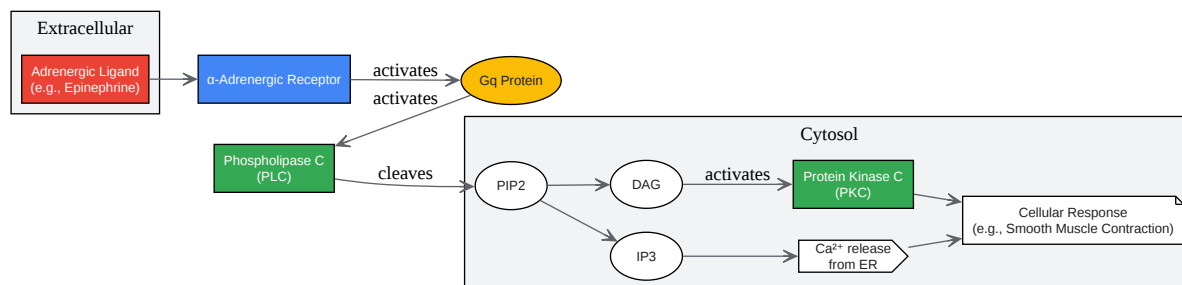 Extracellular
Adrenergic Ligand
(e.g., Epinephrine)
α-Adrenergic Receptor
activates
Gq Protein
activates
Phospholipase C
(PLC)
cleaves
Cytosol
PIP2
DAG
activates
Protein Kinase C
(PKC)
IP3
Ca²⁺ release
from ER
Cellular Response
(e.g., Smooth Muscle Contraction)